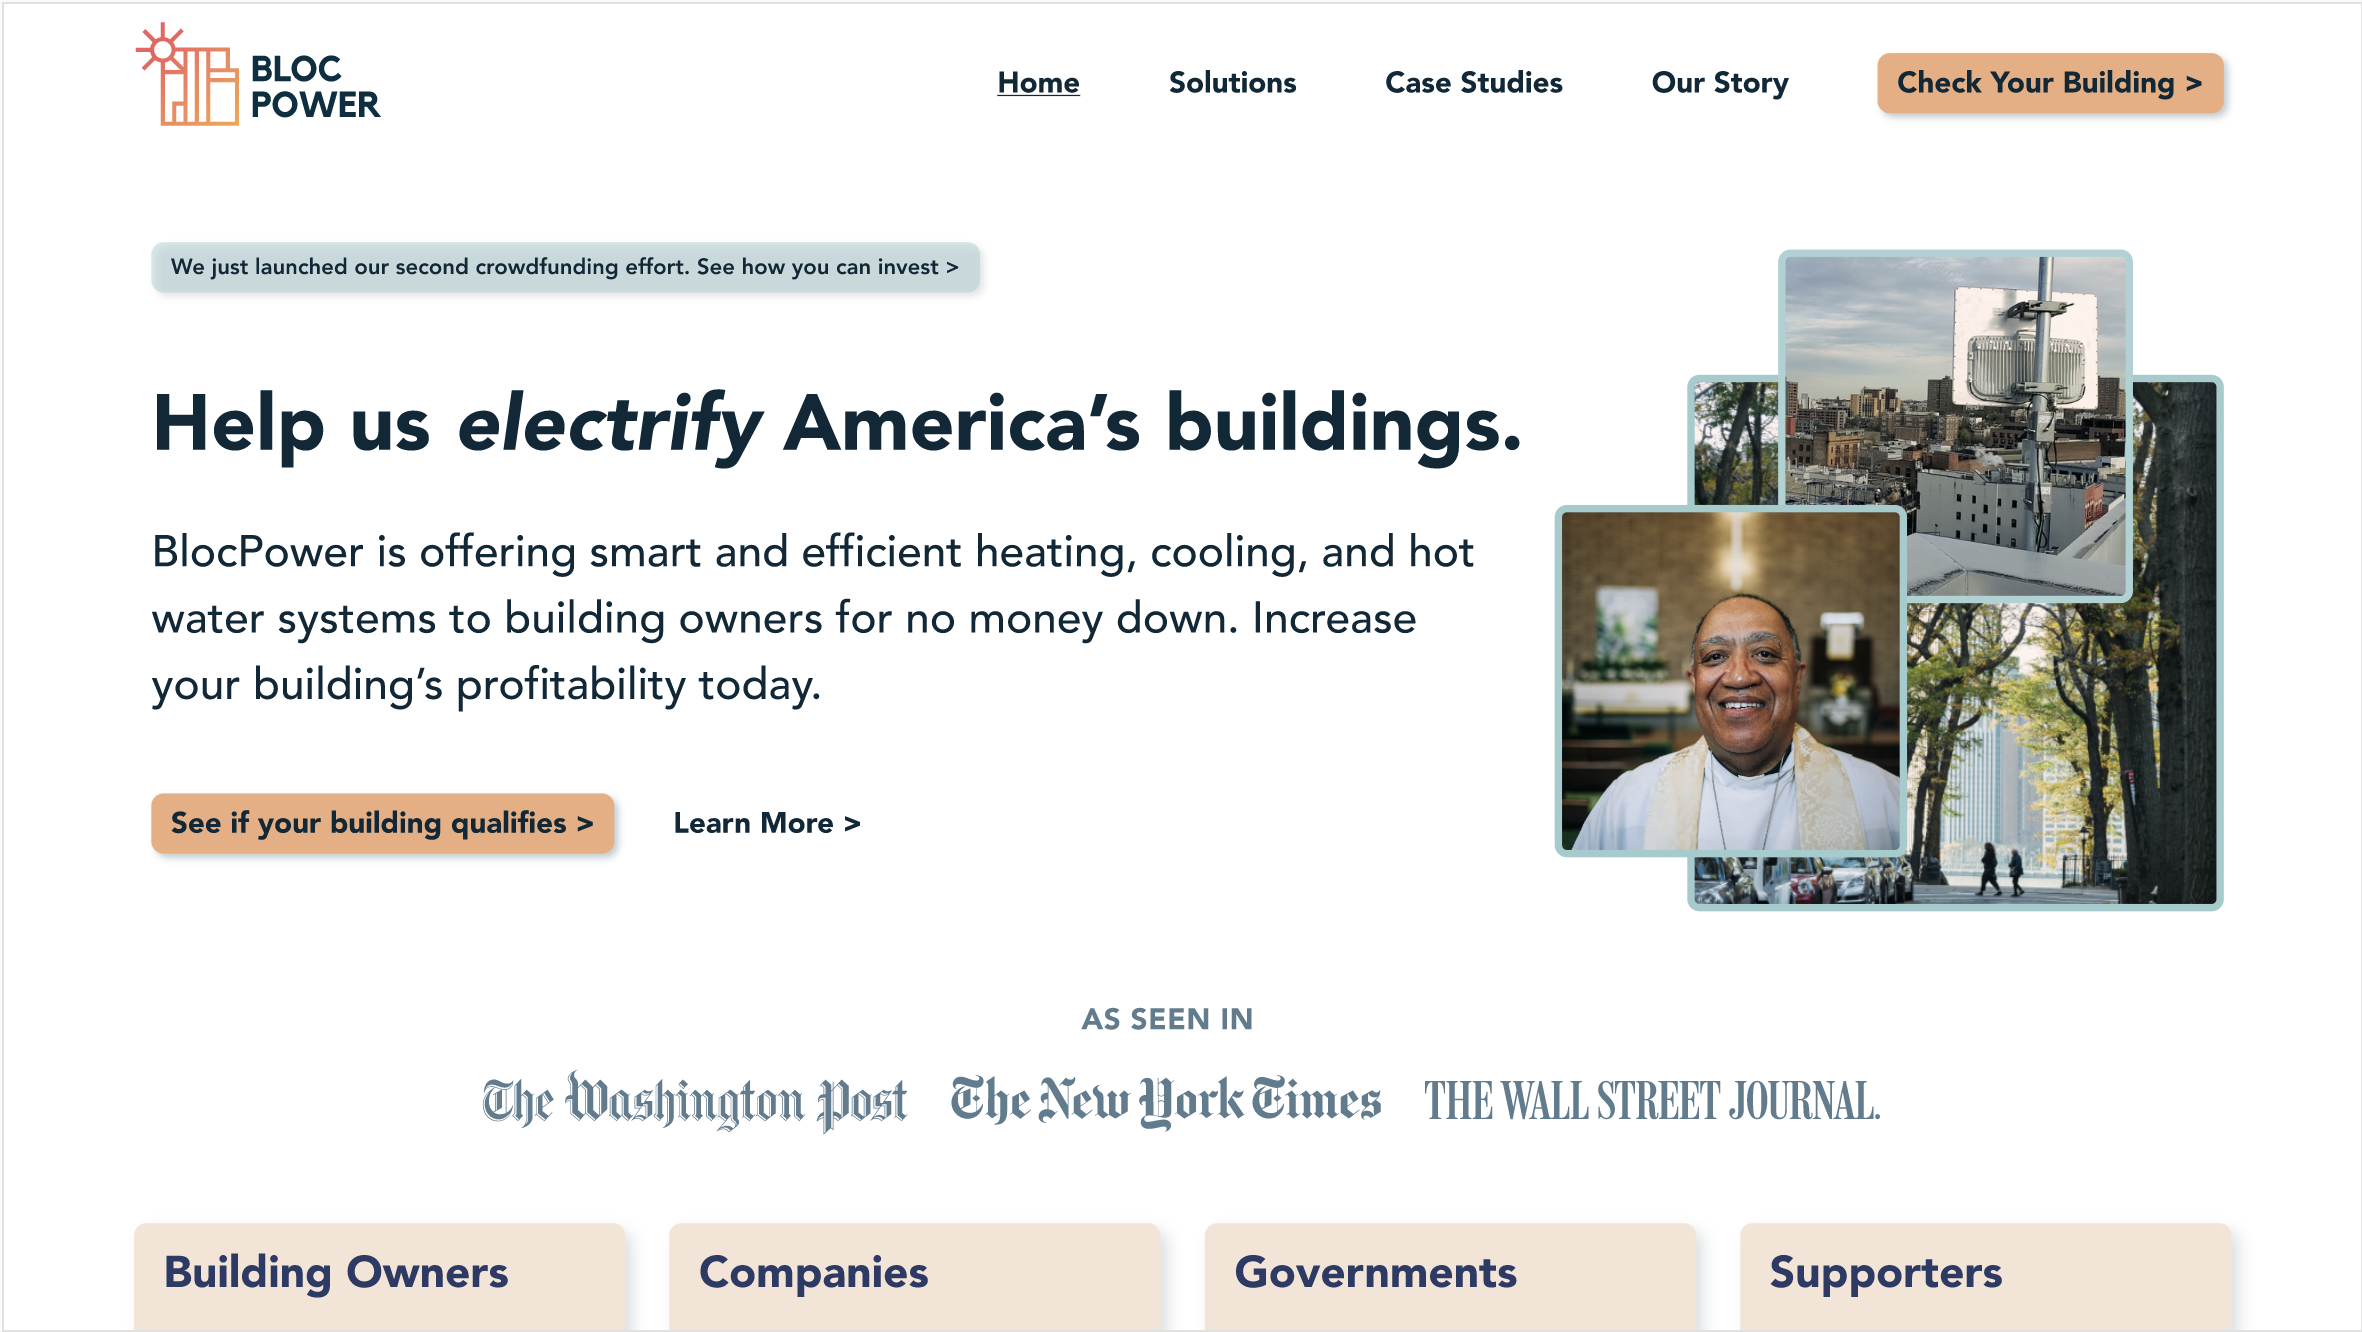 BLOC
POWER
Home
Solutions
Case Studies
Our Story
Check Your Building >
We just launched our second crowdfunding effort. See how you can invest >
Help us electrify America’s buildings.
BlocPower is offering smart and efficient heating, cooling, and hot
water systems to building owners for no money down. Increase
your building’s profitability today.
See if your building qualifies >
Learn More >
AS SEEN IN
The Washington Post
The New York Times
THE WALL STREET JOURNAL.
Building Owners
Companies
Governments
Supporters